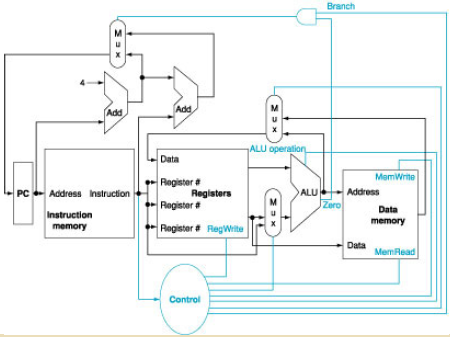 Branch
M
u
x
4
Add
Add
M
u
x
ALU operation
Data
PC
Address
Instruction
Instruction
memory
Register #
Registers
Register #
Register #
RegWrite
M
u
x
ALU
Zero
MemWrite
Address
Data
memory
Data
MemRead
Control